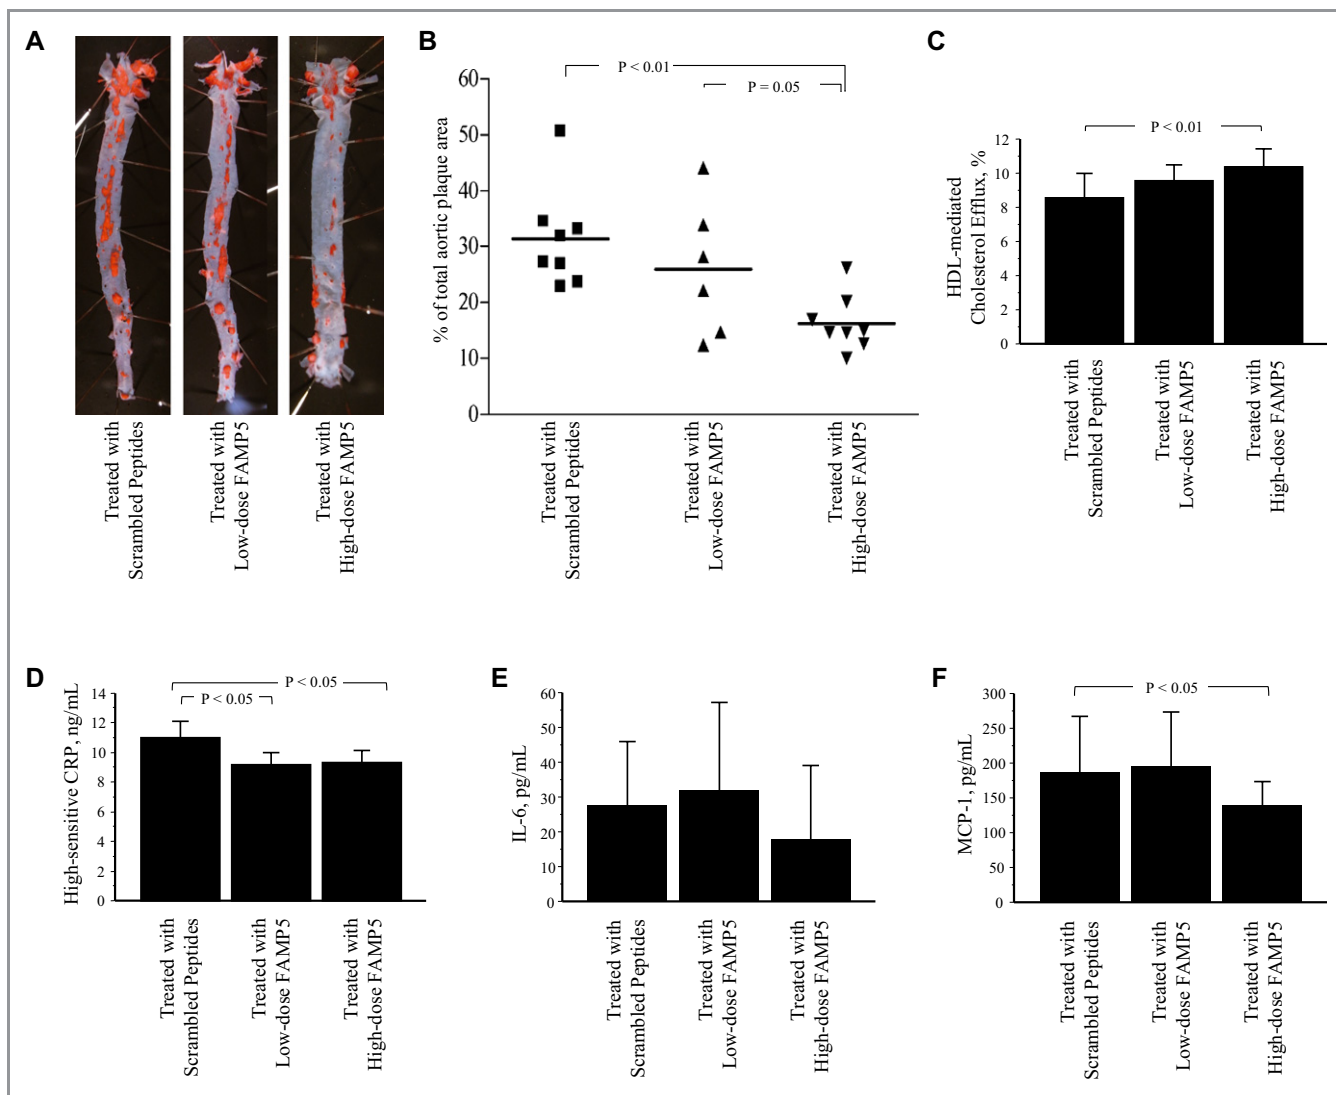 A
Treated with
Scrambled Peptides
Treated with
Low-dose FAMP5
Treated with
High-dose FAMP5
B
P < 0.01
P = 0.05
% of total aortic plaque area
60
50
40
30
20
10
0
Treated with
Scrambled Peptides
Treated with
Low-dose FAMP5
Treated with
High-dose FAMP5
C
P < 0.01
HDL-mediated
Cholesterol Efflux, %
12
10
8
6
4
2
0
Treated with
Scrambled Peptides
Treated with
Low-dose FAMP5
Treated with
High-dose FAMP5
D
P < 0.05
P < 0.05
High-sensitive CRP, ng/mL
14
12
10
8
6
4
2
0
Treated with
Scrambled Peptides
Treated with
Low-dose FAMP5
Treated with
High-dose FAMP5
E
IL-6, pg/mL
60
50
40
30
20
10
0
Treated with
Scrambled Peptides
Treated with
Low-dose FAMP5
Treated with
High-dose FAMP5
F
P < 0.05
MCP-1, pg/mL
300
250
200
150
100
50
0
Treated with
Scrambled Peptides
Treated with
Low-dose FAMP5
Treated with
High-dose FAMP5